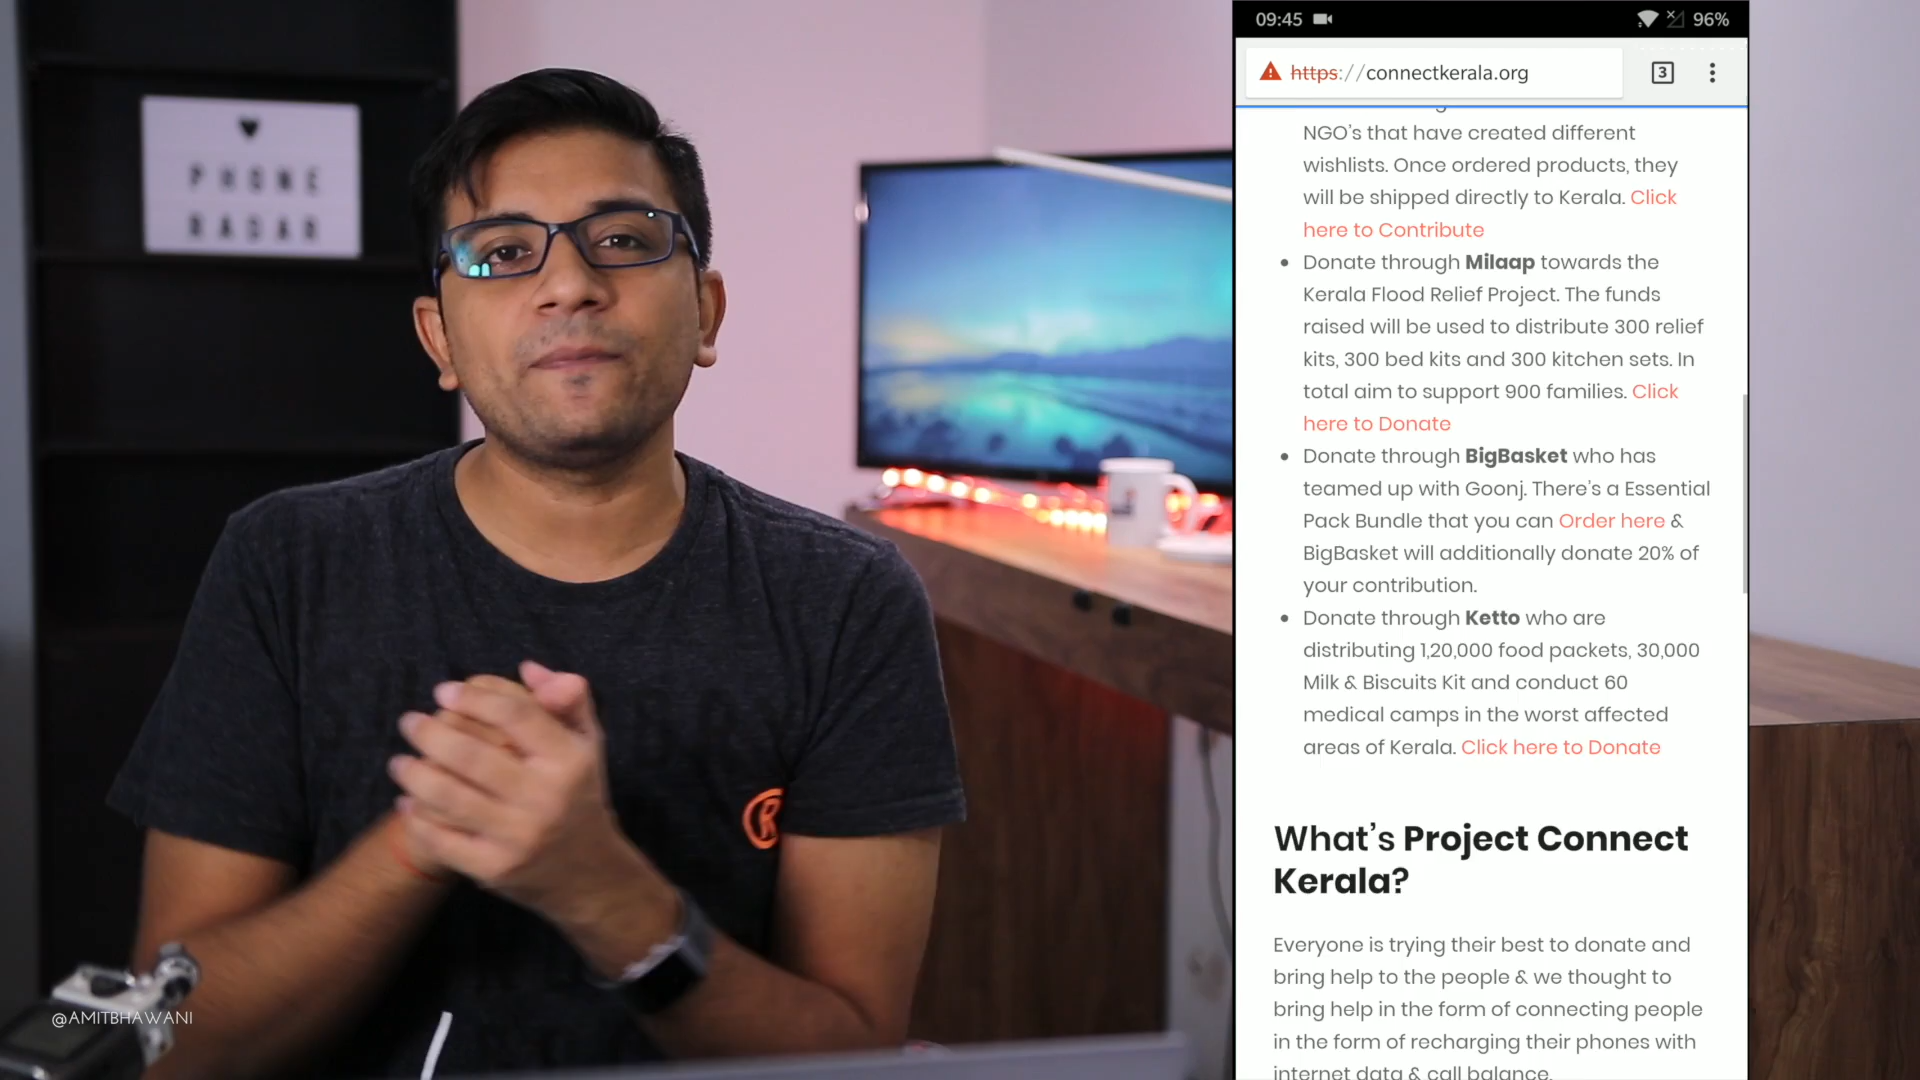 ♥
PHONE
RADAR
@AMITBHAWANI
09:45
96%
https://connectkerala.org
3
NGO's that have created different
wishlists. Once ordered products, they
will be shipped directly to Kerala. Click
here to Contribute
• Donate through Milaap towards the
Kerala Flood Relief Project. The funds
raised will be used to distribute 300 relief
kits, 300 bed kits and 300 kitchen sets. In
total aim to support 900 families. Click
here to Donate
• Donate through BigBasket who has
teamed up with Goonj. There's a Essential
Pack Bundle that you can Order here &
BigBasket will additionally donate 20% of
your contribution.
• Donate through Ketto who are
distributing 1,20,000 food packets, 30,000
Milk & Biscuits Kit and conduct 60
medical camps in the worst affected
areas of Kerala. Click here to Donate
What's Project Connect
Kerala?
Everyone is trying their best to donate and
bring help to the people & we thought to
bring help in the form of connecting people
in the form of recharging their phones with
internet data & call balance.